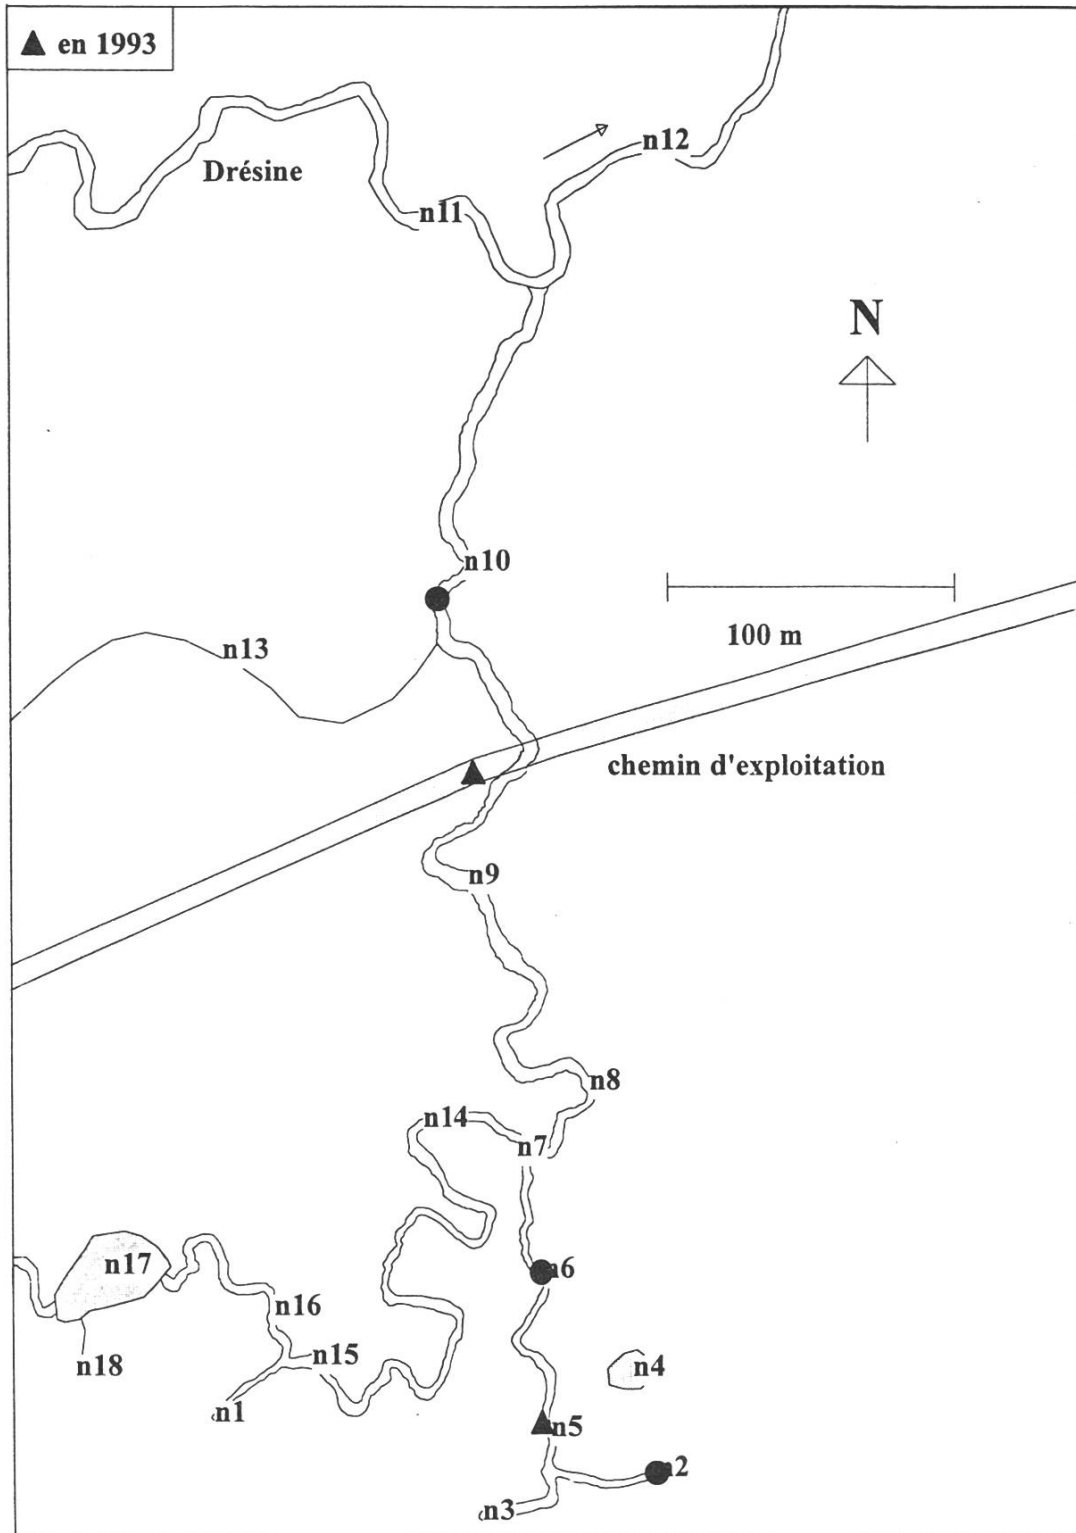 ▲ en 1993
n12
Drésine
n11
N
n10
100 m
n13
chemin d'exploitation
n9
n8
n14
n7
n17
n6
n16
n15
n4
n18
n1
n5
n2
n3